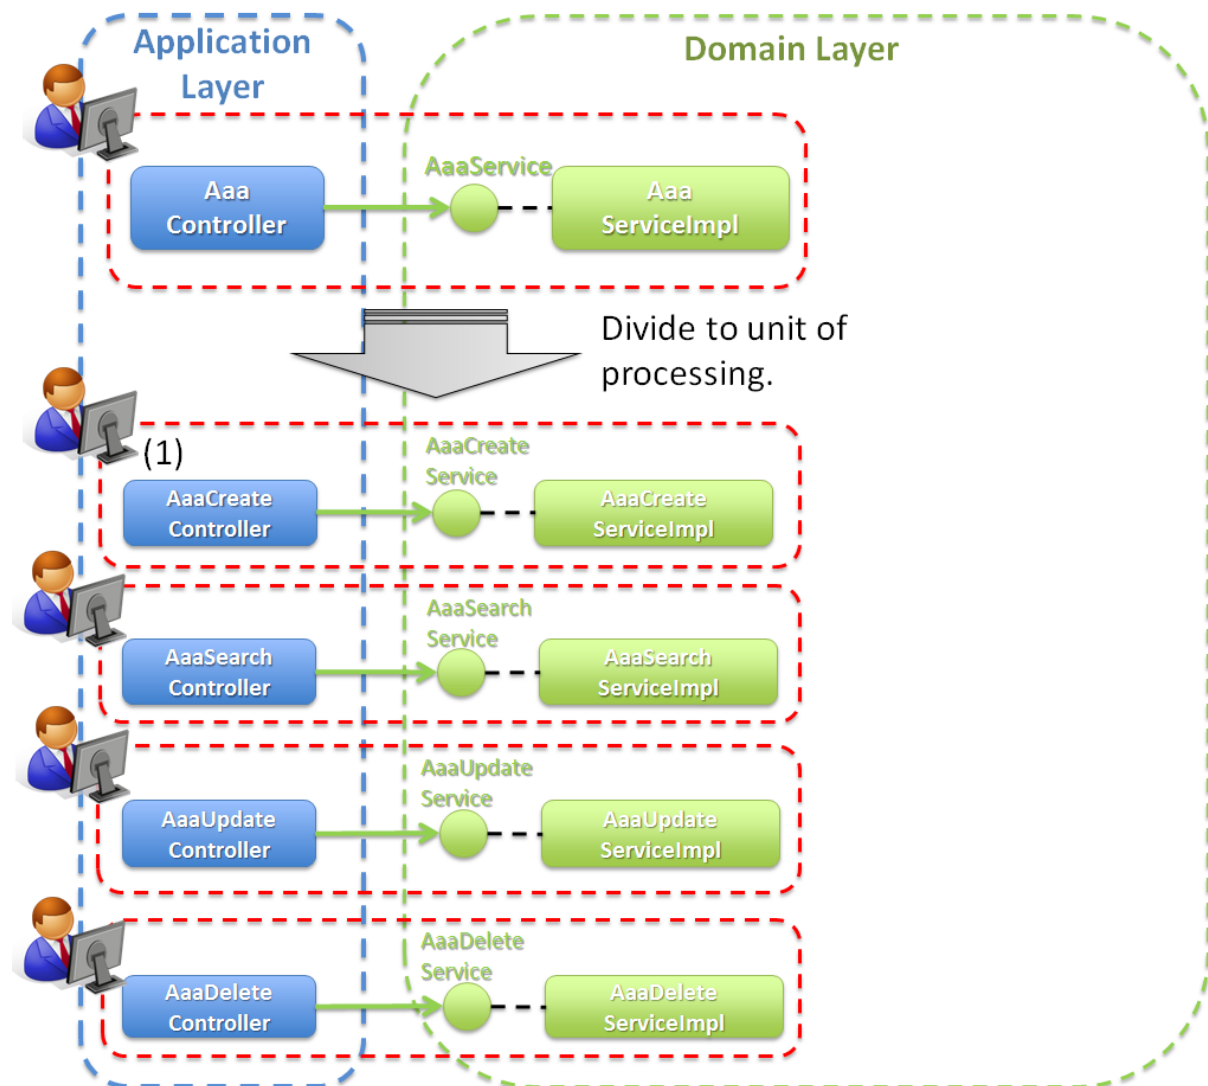 Application
Layer
Domain Layer
AaaService
Aaa
Controller
Aaa
ServiceImpl
Divide to unit of
processing.
(1)
AaaCreate
Service
AaaCreate
Controller
AaaCreate
ServiceImpl
AaaSearch
Service
AaaSearch
Controller
AaaSearch
ServiceImpl
AaaUpdate
Service
AaaUpdate
Controller
AaaUpdate
ServiceImpl
AaaDelete
Service
AaaDelete
Controller
AaaDelete
ServiceImpl